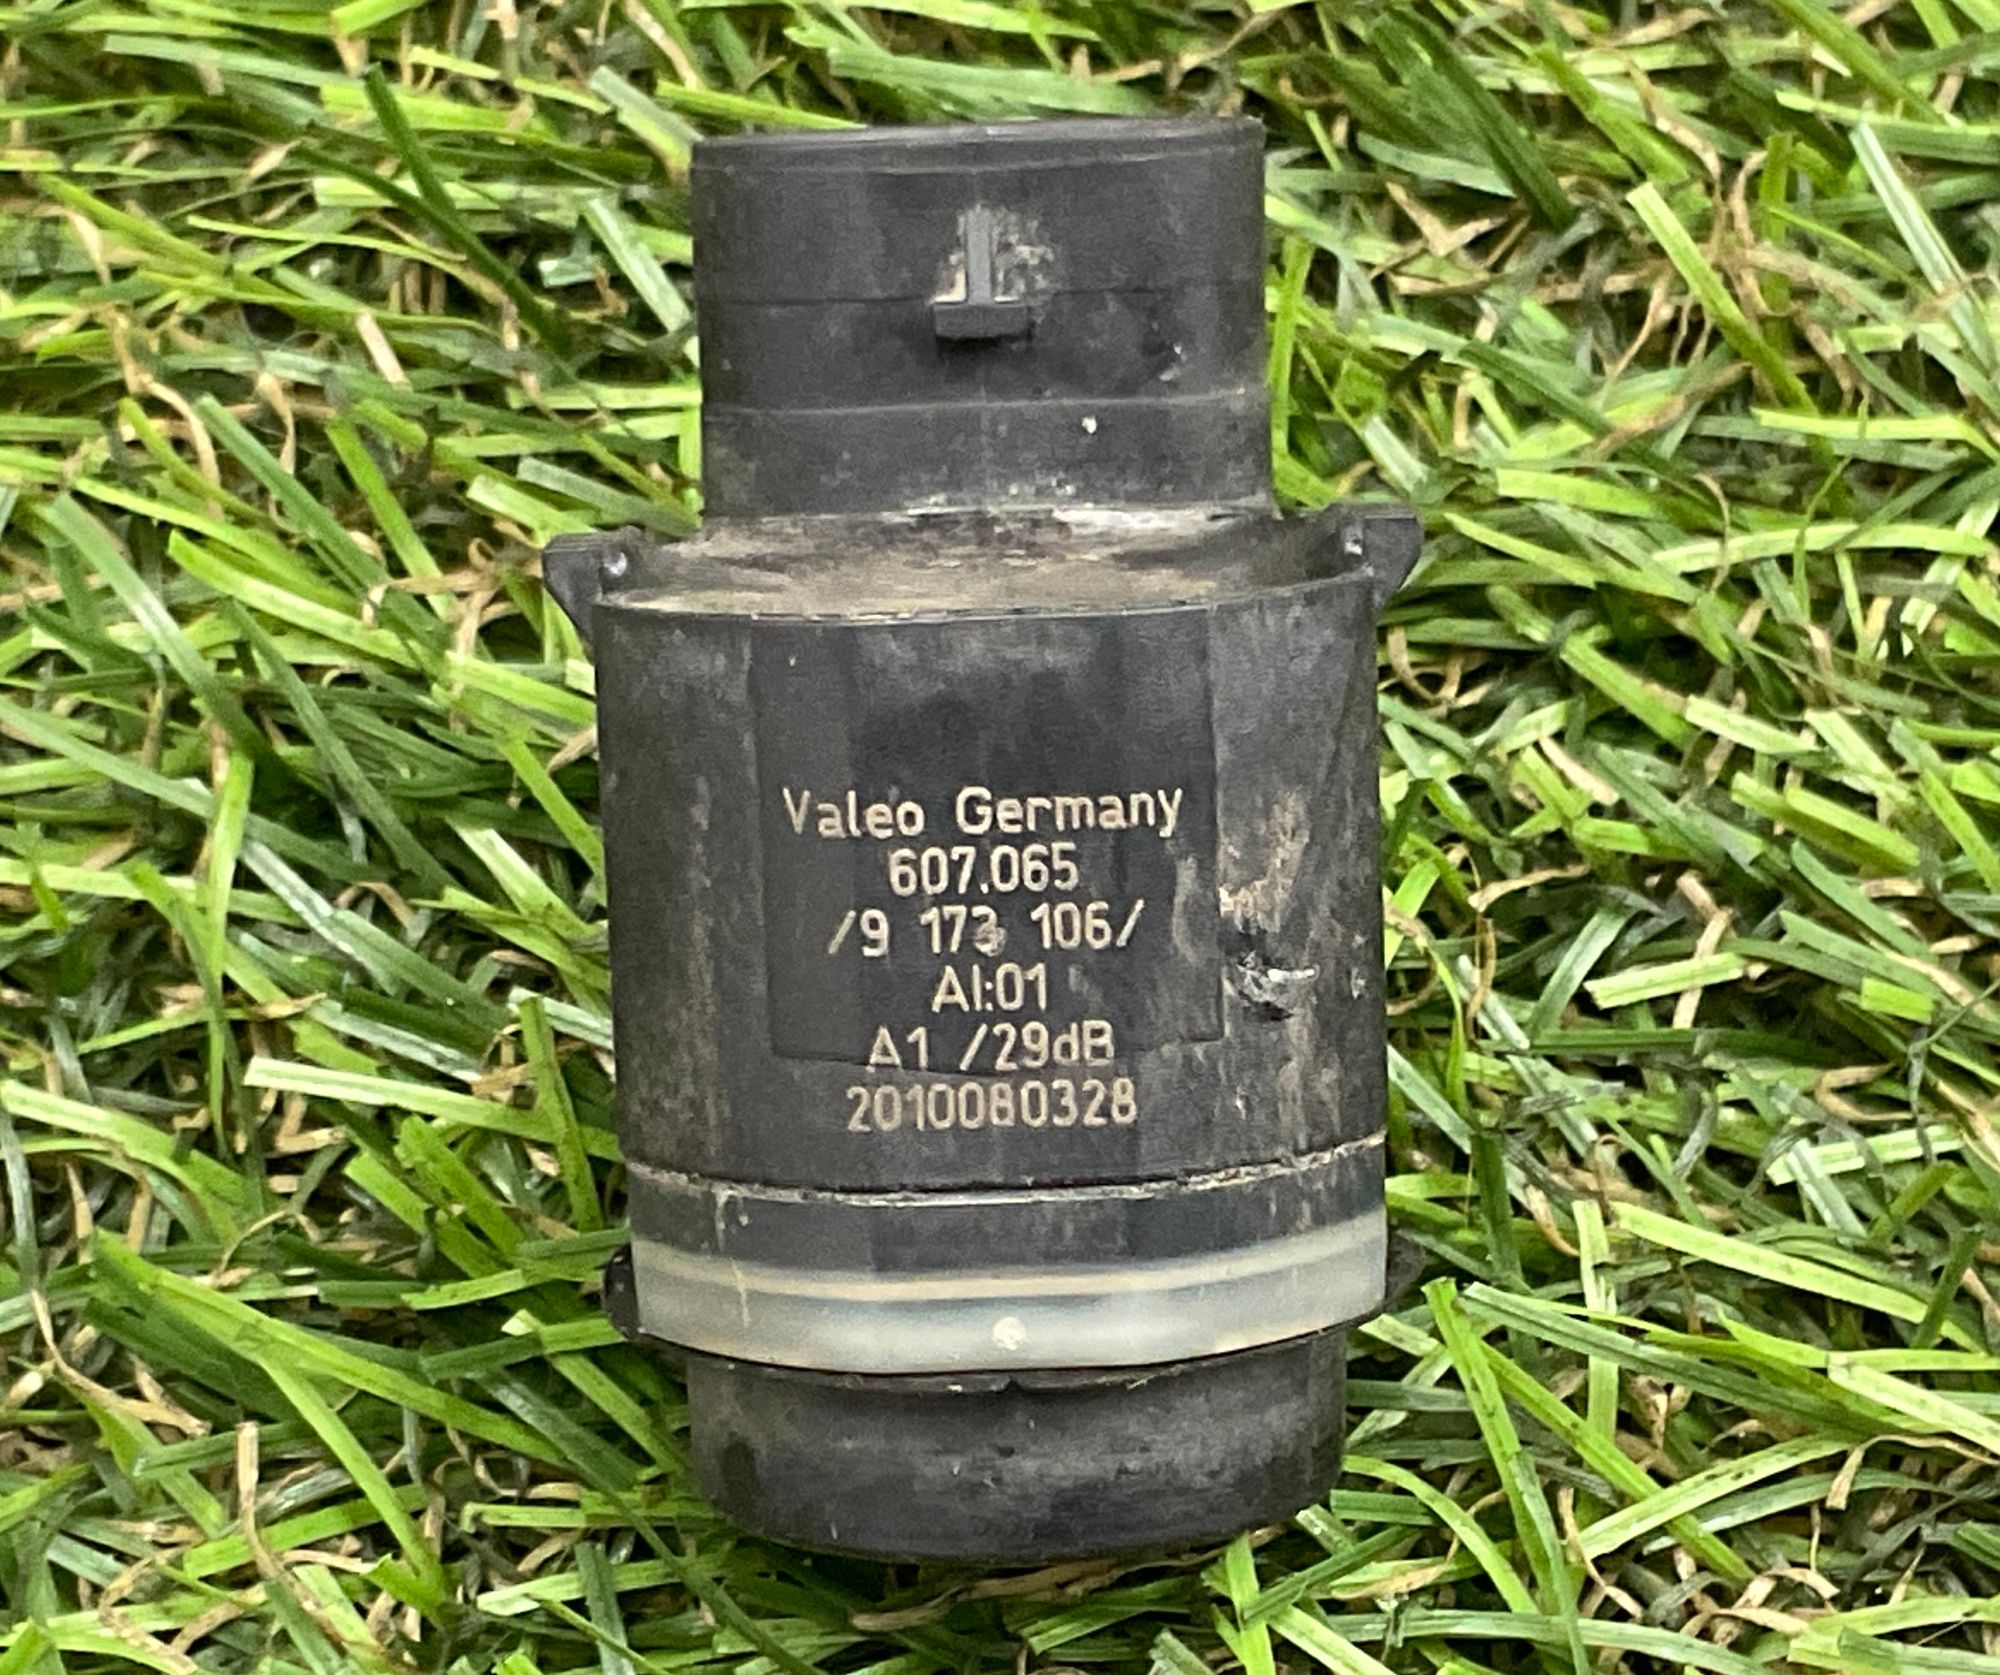 Valeo Germany
607.065
/9 173 106/
AI:01
A1 /29dB
2010080328